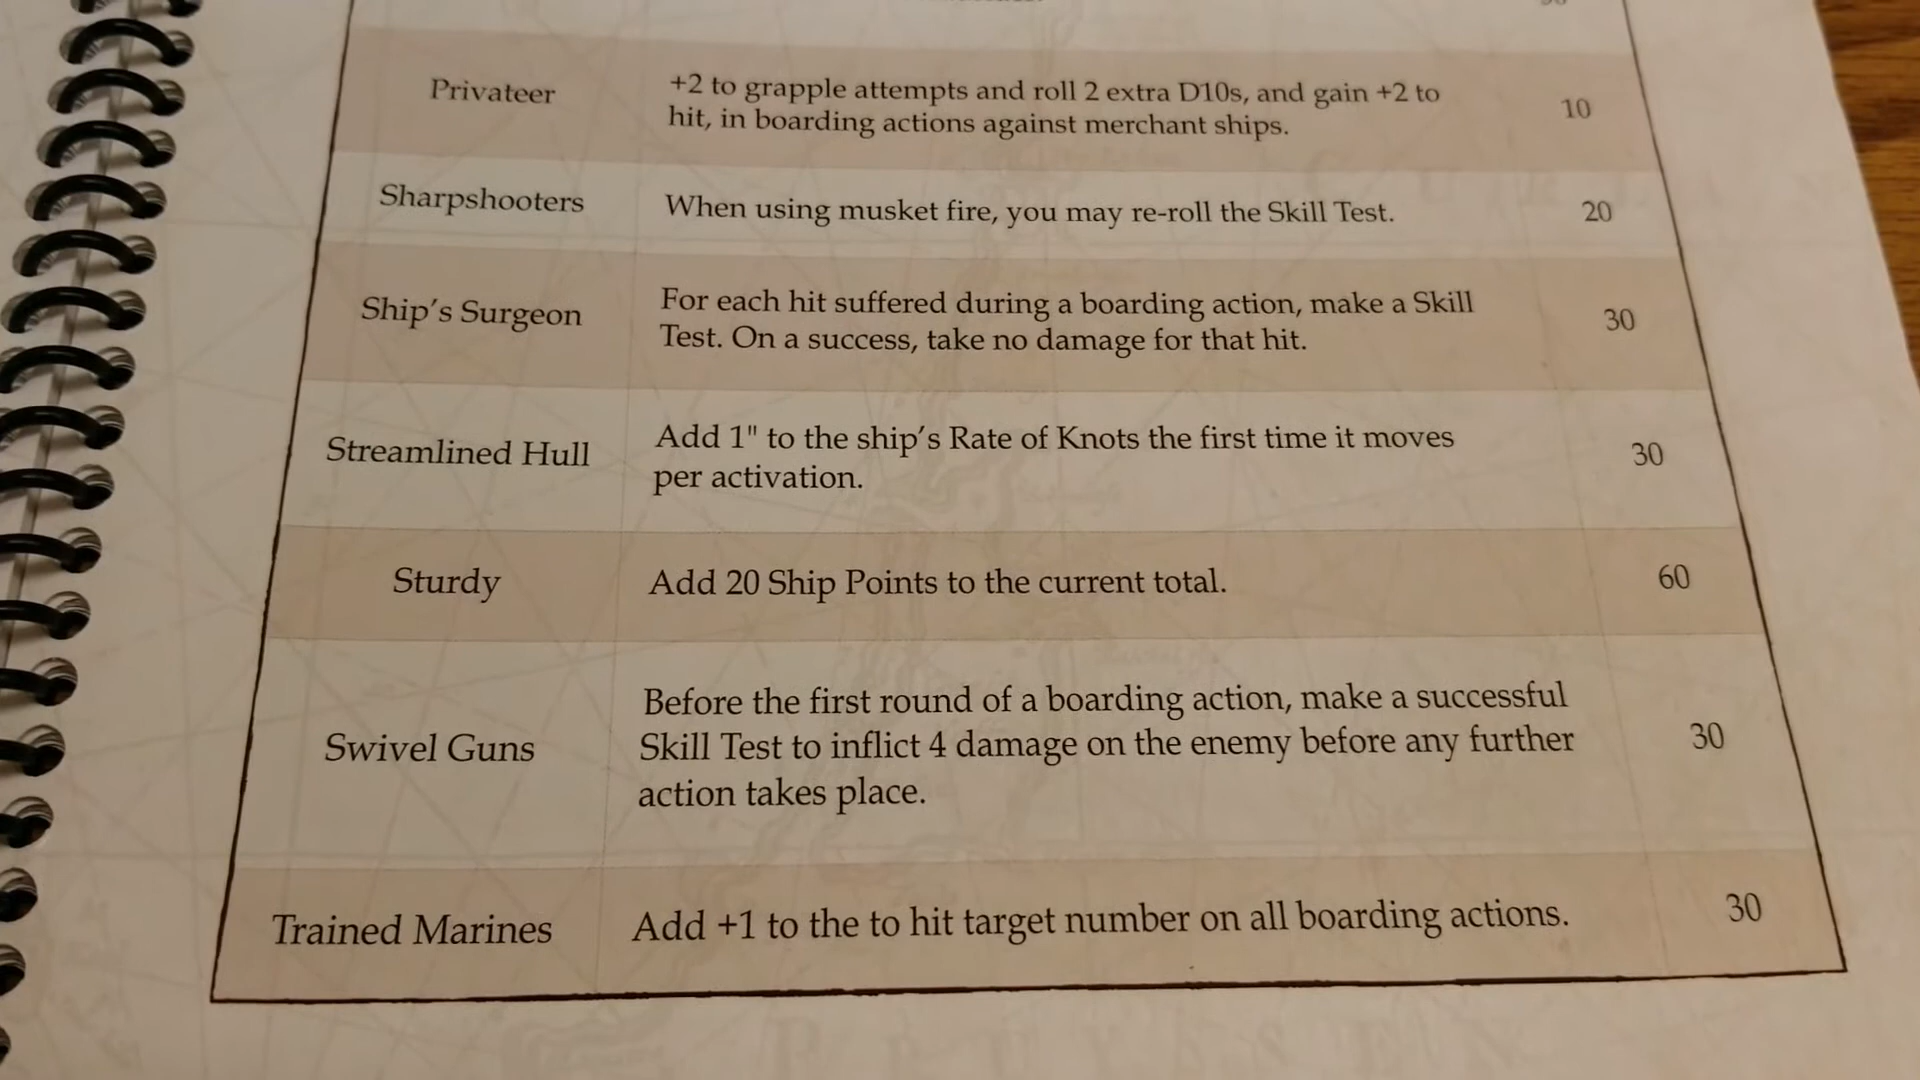 Privateer
+2 to grapple attempts and roll 2 extra D10s, and gain +2 to
hit, in boarding actions against merchant ships.
10
Sharpshooters
When using musket fire, you may re-roll the Skill Test.
20
Ship's Surgeon
For each hit suffered during a boarding action, make a Skill
Test. On a success, take no damage for that hit.
30
Streamlined Hull
Add 1" to the ship's Rate of Knots the first time it moves
per activation.
30
Sturdy
Add 20 Ship Points to the current total.
60
Swivel Guns
Before the first round of a boarding action, make a successful
Skill Test to inflict 4 damage on the enemy before any further
action takes place.
30
Trained Marines
Add +1 to the to hit target number on all boarding actions.
30